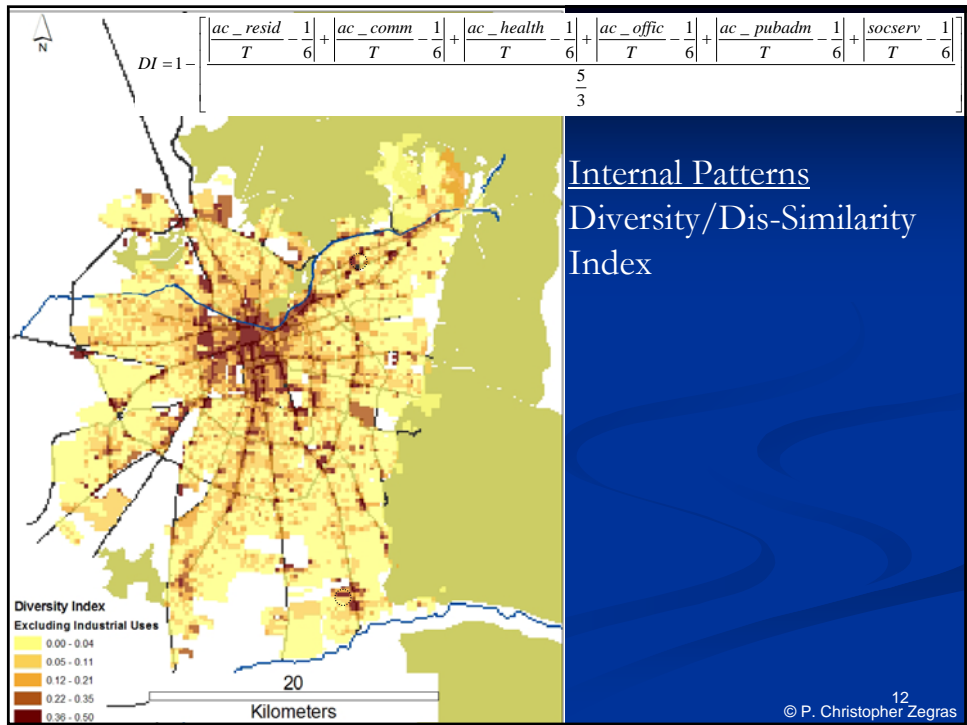 N
DI = 1 - [ ( |ac_resid/T - 1/6| + |ac_comm/T - 1/6| + |ac_health/T - 1/6| + |ac_offic/T - 1/6| + |ac_pubadm/T - 1/6| + |socserv/T - 1/6| ) / (5/3) ]
Internal Patterns
Diversity/Dis-Similarity
Index
Diversity Index
Excluding Industrial Uses
0.00 - 0.04
0.05 - 0.11
0.12 - 0.21
0.22 - 0.35
0.36 - 0.50
20
Kilometers
12
© P. Christopher Zegras